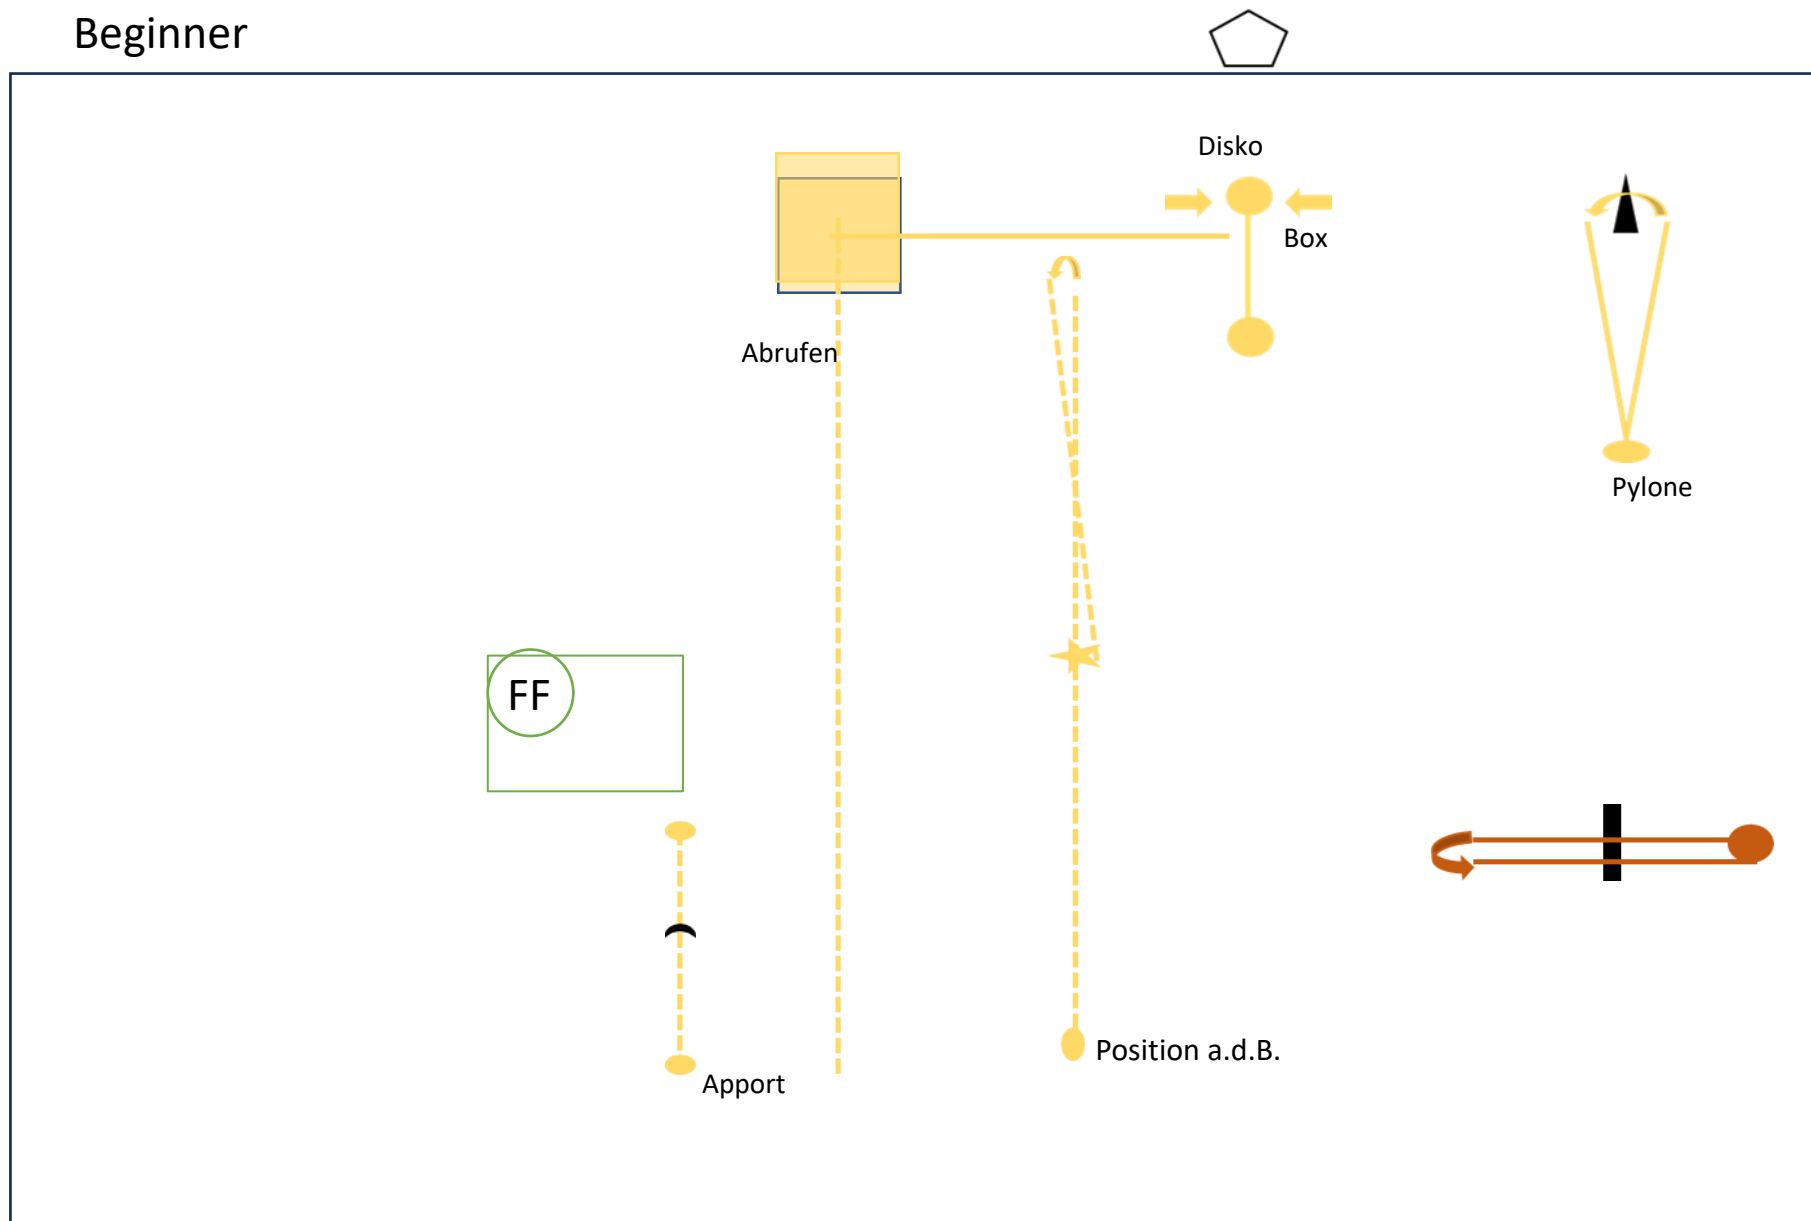 Beginner
Disko
Box
Abrufen
Pylone
FF
Position a.d.B.
Apport